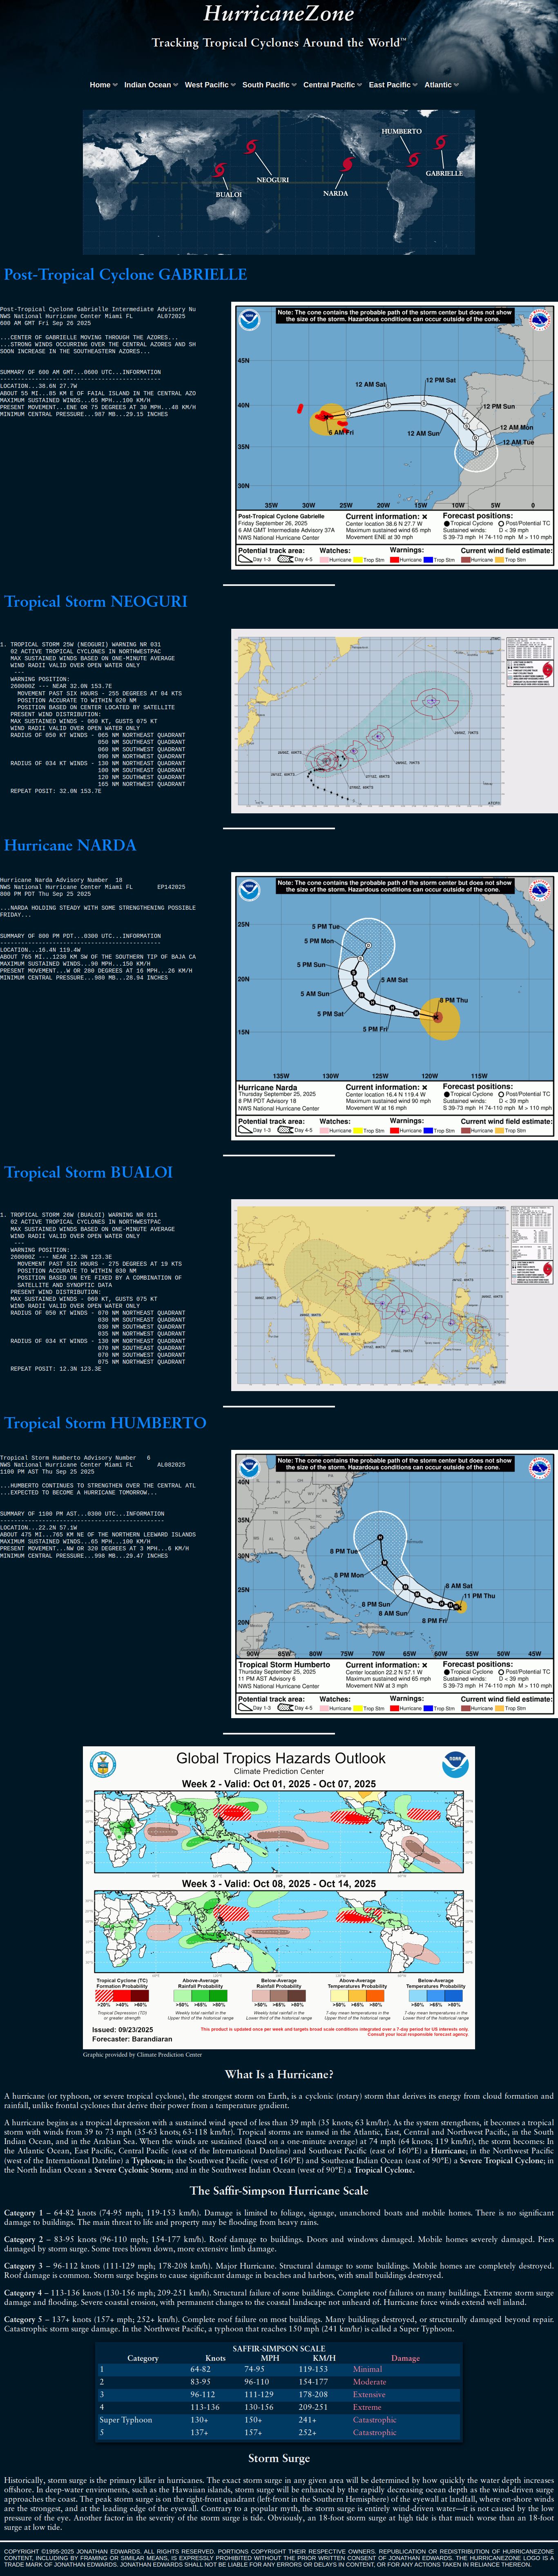 HurricaneZone
Tracking Tropical Cyclones Around the World™
Home Indian Ocean West Pacific South Pacific Central Pacific East Pacific Atlantic
HUMBERTO
NEOGURI
GABRIELLE
BUALOI
NARDA
Post-Tropical Cyclone GABRIELLE
Post-Tropical Cyclone Gabrielle Intermediate Advisory Nu
NWS National Hurricane Center Miami FL AL072025
600 AM GMT Fri Sep 26 2025
...CENTER OF GABRIELLE MOVING THROUGH THE AZORES...
...STRONG WINDS OCCURRING OVER THE CENTRAL AZORES AND SH
SOON INCREASE IN THE SOUTHEASTERN AZORES...
SUMMARY OF 600 AM GMT...0600 UTC...INFORMATION
----------------------------------------------
LOCATION...38.6N 27.7W
ABOUT 55 MI...85 KM E OF FAIAL ISLAND IN THE CENTRAL AZO
MAXIMUM SUSTAINED WINDS...65 MPH...100 KM/H
PRESENT MOVEMENT...ENE OR 75 DEGREES AT 30 MPH...48 KM/H
MINIMUM CENTRAL PRESSURE...987 MB...29.15 INCHES
Note: The cone contains the probable path of the storm center but does not show
the size of the storm. Hazardous conditions can occur outside of the cone.
45N
12 AM Sat
12 PM Sat
40N
12 PM Sun
6 AM Fri
12 AM Sun
12 AM Mon
12 AM Tue
35N
30N
35W 30W 25W 20W 15W 10W 5W 0
Post-Tropical Cyclone Gabrielle
Friday September 26, 2025
6 AM GMT Intermediate Advisory 37A
NWS National Hurricane Center
Current information: x
Center location 38.6 N 27.7 W
Maximum sustained wind 65 mph
Movement ENE at 30 mph
Forecast positions:
Tropical Cyclone Post/Potential TC
Sustained winds: D < 39 mph
S 39-73 mph H 74-110 mph M > 110 mph
Potential track area: Watches: Warnings: Current wind field estimate:
Day 1-3 Day 4-5 Hurricane Trop Stm Hurricane Trop Stm Hurricane Trop Stm
Tropical Storm NEOGURI
1. TROPICAL STORM 25W (NEOGURI) WARNING NR 031
02 ACTIVE TROPICAL CYCLONES IN NORTHWESTPAC
MAX SUSTAINED WINDS BASED ON ONE-MINUTE AVERAGE
WIND RADII VALID OVER OPEN WATER ONLY
---
WARNING POSITION:
260000Z --- NEAR 32.0N 153.7E
MOVEMENT PAST SIX HOURS - 255 DEGREES AT 04 KTS
POSITION ACCURATE TO WITHIN 020 NM
POSITION BASED ON CENTER LOCATED BY SATELLITE
PRESENT WIND DISTRIBUTION:
MAX SUSTAINED WINDS - 060 KT, GUSTS 075 KT
WIND RADII VALID OVER OPEN WATER ONLY
RADIUS OF 050 KT WINDS - 065 NM NORTHEAST QUADRANT
050 NM SOUTHEAST QUADRANT
060 NM SOUTHWEST QUADRANT
090 NM NORTHWEST QUADRANT
RADIUS OF 034 KT WINDS - 130 NM NORTHEAST QUADRANT
100 NM SOUTHEAST QUADRANT
120 NM SOUTHWEST QUADRANT
165 NM NORTHWEST QUADRANT
REPEAT POSIT: 32.0N 153.7E
Hurricane NARDA
Hurricane Narda Advisory Number 18
NWS National Hurricane Center Miami FL EP142025
800 PM PDT Thu Sep 25 2025
...NARDA HOLDING STEADY WITH SOME STRENGTHENING POSSIBLE
FRIDAY...
SUMMARY OF 800 PM PDT...0300 UTC...INFORMATION
----------------------------------------------
LOCATION...16.4N 119.4W
ABOUT 765 MI...1230 KM SW OF THE SOUTHERN TIP OF BAJA CA
MAXIMUM SUSTAINED WINDS...90 MPH...150 KM/H
PRESENT MOVEMENT...W OR 280 DEGREES AT 16 MPH...26 KM/H
MINIMUM CENTRAL PRESSURE...980 MB...28.94 INCHES
Note: The cone contains the probable path of the storm center but does not show
the size of the storm. Hazardous conditions can occur outside of the cone.
25N
5 PM Tue
5 PM Mon
5 PM Sun
20N
5 AM Sat
5 AM Sun
8 PM Thu
5 PM Sat
5 PM Fri
15N
135W 130W 125W 120W 115W
Hurricane Narda
Thursday September 25, 2025
8 PM PDT Advisory 18
NWS National Hurricane Center
Current information: x
Center location 16.4 N 119.4 W
Maximum sustained wind 90 mph
Movement W at 16 mph
Forecast positions:
Tropical Cyclone Post/Potential TC
Sustained winds: D < 39 mph
S 39-73 mph H 74-110 mph M > 110 mph
Potential track area: Watches: Warnings: Current wind field estimate:
Day 1-3 Day 4-5 Hurricane Trop Stm Hurricane Trop Stm Hurricane Trop Stm
Tropical Storm BUALOI
1. TROPICAL STORM 26W (BUALOI) WARNING NR 011
02 ACTIVE TROPICAL CYCLONES IN NORTHWESTPAC
MAX SUSTAINED WINDS BASED ON ONE-MINUTE AVERAGE
WIND RADII VALID OVER OPEN WATER ONLY
---
WARNING POSITION:
260000Z --- NEAR 12.3N 123.3E
MOVEMENT PAST SIX HOURS - 275 DEGREES AT 19 KTS
POSITION ACCURATE TO WITHIN 030 NM
POSITION BASED ON EYE FIXED BY A COMBINATION OF
SATELLITE AND SYNOPTIC DATA
PRESENT WIND DISTRIBUTION:
MAX SUSTAINED WINDS - 060 KT, GUSTS 075 KT
WIND RADII VALID OVER OPEN WATER ONLY
RADIUS OF 050 KT WINDS - 070 NM NORTHEAST QUADRANT
030 NM SOUTHEAST QUADRANT
030 NM SOUTHWEST QUADRANT
035 NM NORTHWEST QUADRANT
RADIUS OF 034 KT WINDS - 130 NM NORTHEAST QUADRANT
070 NM SOUTHEAST QUADRANT
070 NM SOUTHWEST QUADRANT
075 NM NORTHWEST QUADRANT
REPEAT POSIT: 12.3N 123.3E
Tropical Storm HUMBERTO
Tropical Storm Humberto Advisory Number 6
NWS National Hurricane Center Miami FL AL082025
1100 PM AST Thu Sep 25 2025
...HUMBERTO CONTINUES TO STRENGTHEN OVER THE CENTRAL ATL
...EXPECTED TO BECOME A HURRICANE TOMORROW...
SUMMARY OF 1100 PM AST...0300 UTC...INFORMATION
-----------------------------------------------
LOCATION...22.2N 57.1W
ABOUT 475 MI...765 KM NE OF THE NORTHERN LEEWARD ISLANDS
MAXIMUM SUSTAINED WINDS...65 MPH...100 KM/H
PRESENT MOVEMENT...NW OR 320 DEGREES AT 3 MPH...6 KM/H
MINIMUM CENTRAL PRESSURE...998 MB...29.47 INCHES
Note: The cone contains the probable path of the storm center but does not show
the size of the storm. Hazardous conditions can occur outside of the cone.
40N
35N
8 PM Tue
30N
8 PM Mon
8 AM Sat
25N
11 PM Thu
8 PM Sun
8 AM Sun
8 PM Fri
20N
90W 85W 80W 75W 70W 65W 60W 55W 50W 45W
Tropical Storm Humberto
Thursday September 25, 2025
11 PM AST Advisory 6
NWS National Hurricane Center
Current information: x
Center location 22.2 N 57.1 W
Maximum sustained wind 65 mph
Movement NW at 3 mph
Forecast positions:
Tropical Cyclone Post/Potential TC
Sustained winds: D < 39 mph
S 39-73 mph H 74-110 mph M > 110 mph
Potential track area: Watches: Warnings: Current wind field estimate:
Day 1-3 Day 4-5 Hurricane Trop Stm Hurricane Trop Stm Hurricane Trop Stm
Global Tropics Hazards Outlook
Climate Prediction Center
Week 2 - Valid: Oct 01, 2025 - Oct 07, 2025
Week 3 - Valid: Oct 08, 2025 - Oct 14, 2025
Tropical Cyclone (TC) Formation Probability
>20% >40% >60%
Tropical Depression (TD) or greater strength
Above-Average Rainfall Probability
>50% >65% >80%
Weekly total rainfall in the Upper third of the historical range
Below-Average Rainfall Probability
>50% >65% >80%
Weekly total rainfall in the Lower third of the historical range
Above-Average Temperatures Probability
>50% >65% >80%
7-day mean temperatures in the Upper third of the historical range
Below-Average Temperatures Probability
>50% >65% >80%
7-day mean temperatures in the Lower third of the historical range
Issued: 09/23/2025
Forecaster: Barandiaran
This product is updated once per week and targets broad scale conditions integrated over a 7-day period for US interests only.
Consult your local responsible forecast agency.
Graphic provided by Climate Prediction Center
What Is a Hurricane?
A hurricane (or typhoon, or severe tropical cyclone), the strongest storm on Earth, is a cyclonic (rotary) storm that derives its energy from cloud formation and
rainfall, unlike frontal cyclones that derive their power from a temperature gradient.
A hurricane begins as a tropical depression with a sustained wind speed of less than 39 mph (35 knots; 63 km/h). As the system strengthens, it becomes a tropical
storm with winds from 39 to 73 mph (35-63 knots; 63-118 km/h). Tropical storms are named in the Atlantic, East, Central and Northwest Pacific, in the South
Indian Ocean, and in the Arabian Sea. When the winds are sustained (based on a one-minute average) at 74 mph (64 knots; 119 km/h), the storm becomes: In
the Atlantic Ocean, East Pacific, Central Pacific (east of the International Dateline) and Southeast Pacific (east of 160°E) a Hurricane; in the Northwest Pacific
(west of the International Dateline) a Typhoon; in the Southwest Pacific (west of 160°E) and Southeast Indian Ocean (east of 90°E) a Severe Tropical Cyclone; in
the North Indian Ocean a Severe Cyclonic Storm; and in the Southwest Indian Ocean (west of 90°E) a Tropical Cyclone.
The Saffir-Simpson Hurricane Scale
Category 1 – 64-82 knots (74-95 mph; 119-153 km/h). Damage is limited to foliage, signage, unanchored boats and mobile homes. There is no significant
damage to buildings. The main threat to life and property may be flooding from heavy rains.
Category 2 – 83-95 knots (96-110 mph; 154-177 km/h). Roof damage to buildings. Doors and windows damaged. Mobile homes severely damaged. Piers
damaged by storm surge. Some trees blown down, more extensive limb damage.
Category 3 – 96-112 knots (111-129 mph; 178-208 km/h). Major Hurricane. Structural damage to some buildings. Mobile homes are completely destroyed.
Roof damage is common. Storm surge begins to cause significant damage in beaches and harbors, with small buildings destroyed.
Category 4 – 113-136 knots (130-156 mph; 209-251 km/h). Structural failure of some buildings. Complete roof failures on many buildings. Extreme storm surge
damage and flooding. Severe coastal erosion, with permanent changes to the coastal landscape not unheard of. Hurricane force winds extend well inland.
Category 5 – 137+ knots (157+ mph; 252+ km/h). Complete roof failure on most buildings. Many buildings destroyed, or structurally damaged beyond repair.
Catastrophic storm surge damage. In the Northwest Pacific, a typhoon that reaches 150 mph (241 km/hr) is called a Super Typhoon.
SAFFIR-SIMPSON SCALE
Category Knots MPH KM/H Damage
1 64-82 74-95 119-153 Minimal
2 83-95 96-110 154-177 Moderate
3 96-112 111-129 178-208 Extensive
4 113-136 130-156 209-251 Extreme
Super Typhoon 130+ 150+ 241+ Catastrophic
5 137+ 157+ 252+ Catastrophic
Storm Surge
Historically, storm surge is the primary killer in hurricanes. The exact storm surge in any given area will be determined by how quickly the water depth increases
offshore. In deep-water enviroments, such as the Hawaiian islands, storm surge will be enhanced by the rapidly decreasing ocean depth as the wind-driven surge
approaches the coast. The peak storm surge is on the right-front quadrant (left-front in the Southern Hemisphere) of the eyewall at landfall, where on-shore winds
are the strongest, and at the leading edge of the eyewall. Contrary to a popular myth, the storm surge is entirely wind-driven water—it is not caused by the low
pressure of the eye. Another factor in the severity of the storm surge is tide. Obviously, an 18-foot storm surge at high tide is that much worse than an 18-foot
surge at low tide.
COPYRIGHT ©1995-2025 JONATHAN EDWARDS. ALL RIGHTS RESERVED. PORTIONS COPYRIGHT THEIR RESPECTIVE OWNERS. REPUBLICATION OR REDISTRIBUTION OF HURRICANEZONE
CONTENT, INCLUDING BY FRAMING OR SIMILAR MEANS, IS EXPRESSLY PROHIBITED WITHOUT THE PRIOR WRITTEN CONSENT OF JONATHAN EDWARDS. THE HURRICANEZONE LOGO IS A
TRADE MARK OF JONATHAN EDWARDS. JONATHAN EDWARDS SHALL NOT BE LIABLE FOR ANY ERRORS OR DELAYS IN CONTENT, OR FOR ANY ACTIONS TAKEN IN RELIANCE THEREON.